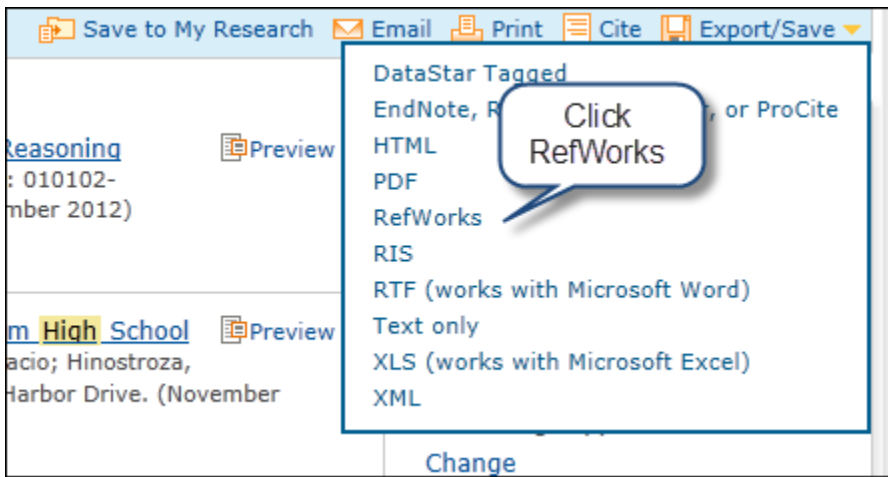 Save to My Research Email Print Cite Export/Save
DataStar Tagged
EndNote, or ProCite
Click
RefWorks
HTML
PDF
RefWorks
RIS
RTF (works with Microsoft Word)
Text only
XLS (works with Microsoft Excel)
XML
Reasoning Preview
: 010102-
mber 2012)
m High School Preview
acio; Hinostroza,
Harbor Drive. (November
Change